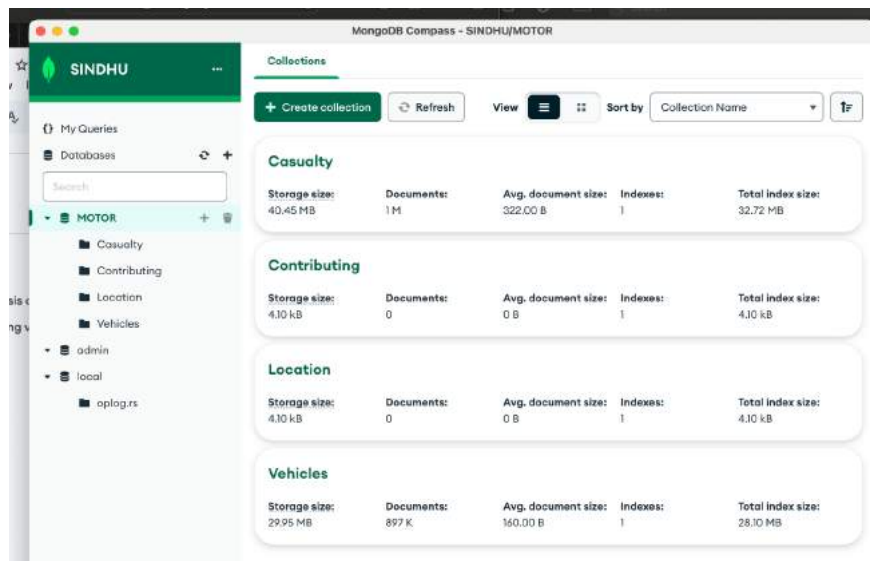 MongoDB Compass - SINDHU/MOTOR
SINDHU
...
{} My Queries
Databases
Search
MOTOR
Casualty
Contributing
Location
Vehicles
admin
local
oplog.rs
Collections
+ Create collection
Refresh
View
Sort by
Collection Name
Casualty
Storage size: Documents: Avg. document size: Indexes: Total index size:
40.45 MB 1 M 322.00 B 1 32.72 MB
Contributing
Storage size: Documents: Avg. document size: Indexes: Total index size:
4.10 kB 0 0 B 1 4.10 kB
Location
Storage size: Documents: Avg. document size: Indexes: Total index size:
4.10 kB 0 0 B 1 4.10 kB
Vehicles
Storage size: Documents: Avg. document size: Indexes: Total index size:
29.95 MB 897 K 160.00 B 1 28.10 MB